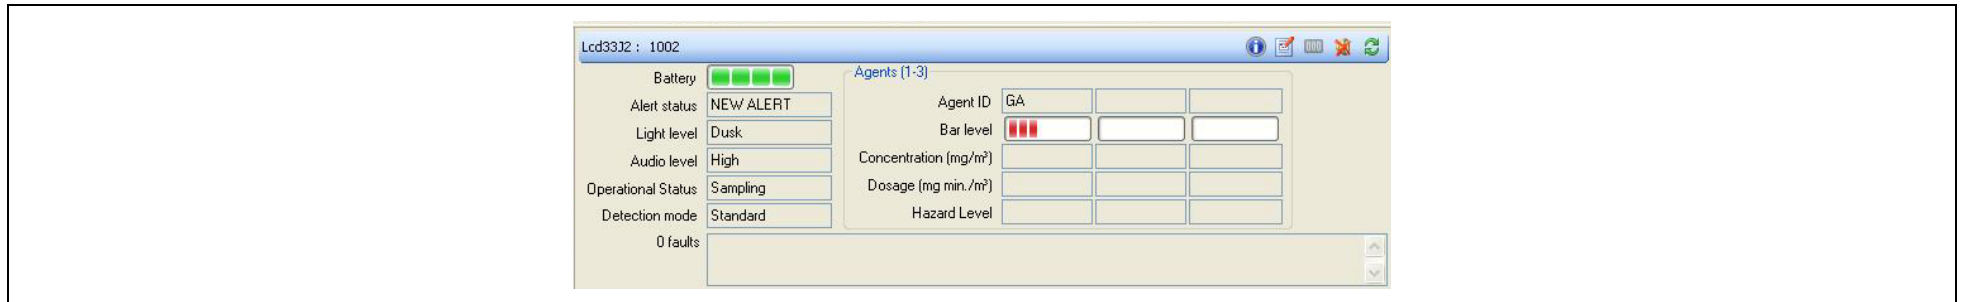 Lcd33J2 : 1002
Battery
Alert status NEW ALERT
Light level Dusk
Audio level High
Operational Status Sampling
Detection mode Standard
0 faults
Agents (1-3)
Agent ID GA
Bar level
Concentration (mg/m³)
Dosage (mg min./m³)
Hazard Level